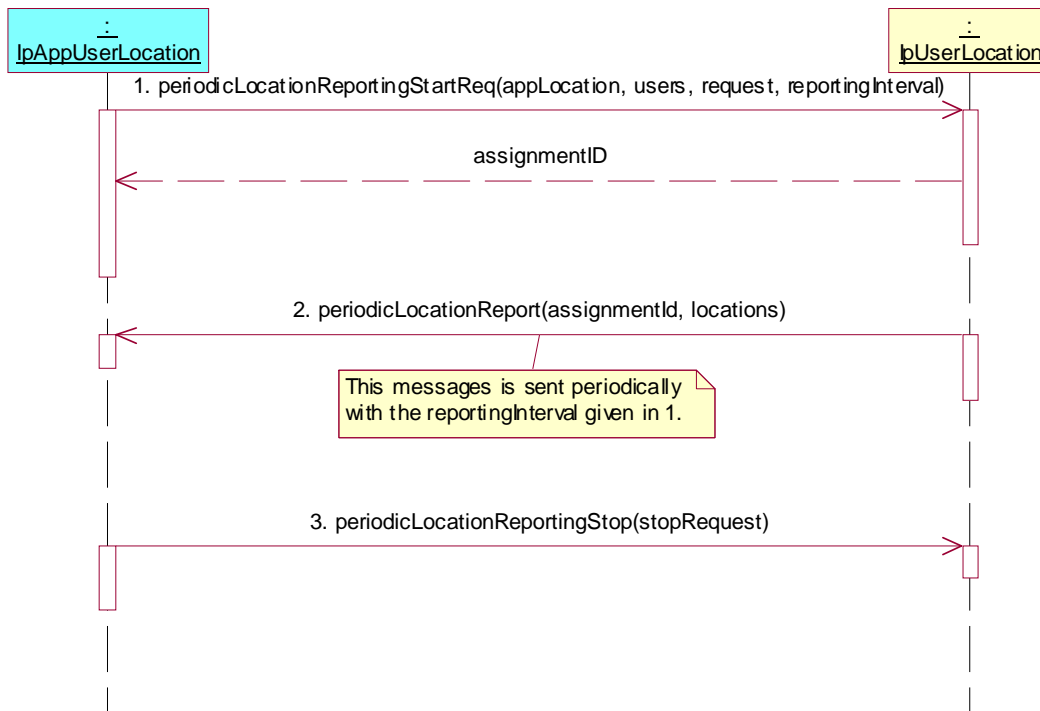 :
IpAppUserLocation
:
IpUserLocation
1. periodicLocationReportingStartReq(appLocation, users, request, reportingInterval)
assignmentID
2. periodicLocationReport(assignmentId, locations)
This messages is sent periodically
with the reportingInterval given in 1.
3. periodicLocationReportingStop(stopRequest)